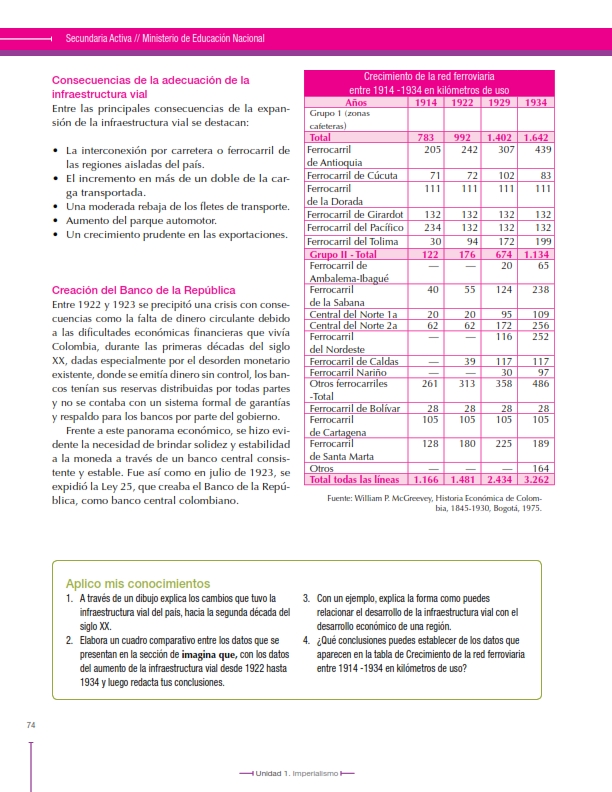 Secundaria Activa // Ministerio de Educación Nacional
Consecuencias de la adecuación de la
infraestructura vial
Entre las principales consecuencias de la expan-
sión de la infraestructura vial se destacan:
• La interconexión por carretera o ferrocarril de
las regiones aisladas del país.
• El incremento en más de un doble de la car-
ga transportada.
• Una moderada rebaja de los fletes de transporte.
• Aumento del parque automotor.
• Un crecimiento prudente en las exportaciones.
Creación del Banco de la República
Entre 1922 y 1923 se precipitó una crisis con conse-
cuencias como la falta de dinero circulante debido
a las dificultades económicas financieras que vivía
Colombia, durante las primeras décadas del siglo
XX, dadas especialmente por el desorden monetario
existente, donde se emitía dinero sin control, los ban-
cos tenían sus reservas distribuidas por todas partes
y no se contaba con un sistema formal de garantías
y respaldo para los bancos por parte del gobierno.
Frente a este panorama económico, se hizo evi-
dente la necesidad de brindar solidez y estabilidad
a la moneda a través de un banco central consis-
tente y estable. Fue así como en julio de 1923, se
expidió la Ley 25, que creaba el Banco de la Repú-
blica, como banco central colombiano.
Crecimiento de la red ferroviaria
entre 1914 -1934 en kilómetros de uso
Años 1914 1922 1929 1934
Grupo 1 (zonas
cafeteras)
Total 783 992 1.402 1.642
Ferrocarril 205 242 307 439
de Antioquia
Ferrocarril de Cúcuta 71 72 102 83
Ferrocarril 111 111 111 111
de la Dorada
Ferrocarril de Girardot 132 132 132 132
Ferrocarril del Pacífico 234 132 132 132
Ferrocarril del Tolima 30 94 172 199
Grupo II - Total 122 176 674 1.134
Ferrocarril de — — 20 65
Ambalema-Ibagué
Ferrocarril 40 55 124 238
de la Sabana
Central del Norte 1a 20 20 95 109
Central del Norte 2a 62 62 172 256
Ferrocarril — — 116 252
del Nordeste
Ferrocarril de Caldas — 39 117 117
Ferrocarril Nariño — — 30 97
Otros ferrocarriles 261 313 358 486
-Total
Ferrocarril de Bolívar 28 28 28 28
Ferrocarril 105 105 105 105
de Cartagena
Ferrocarril 128 180 225 189
de Santa Marta
Otros — — — 164
Total todas las líneas 1.166 1.481 2.434 3.262
Fuente: William P. McGreevey, Historia Económica de Colom-
bia, 1845-1930, Bogotá, 1975.
Aplico mis conocimientos
1. A través de un dibujo explica los cambios que tuvo la
infraestructura vial del país, hacia la segunda década del
siglo XX.
2. Elabora un cuadro comparativo entre los datos que se
presentan en la sección de imagina que, con los datos
del aumento de la infraestructura vial desde 1922 hasta
1934 y luego redacta tus conclusiones.
3. Con un ejemplo, explica la forma como puedes
relacionar el desarrollo de la infraestructura vial con el
desarrollo económico de una región.
4. ¿Qué conclusiones puedes establecer de los datos que
aparecen en la tabla de Crecimiento de la red ferroviaria
entre 1914 -1934 en kilómetros de uso?
74
Unidad 1. Imperialismo